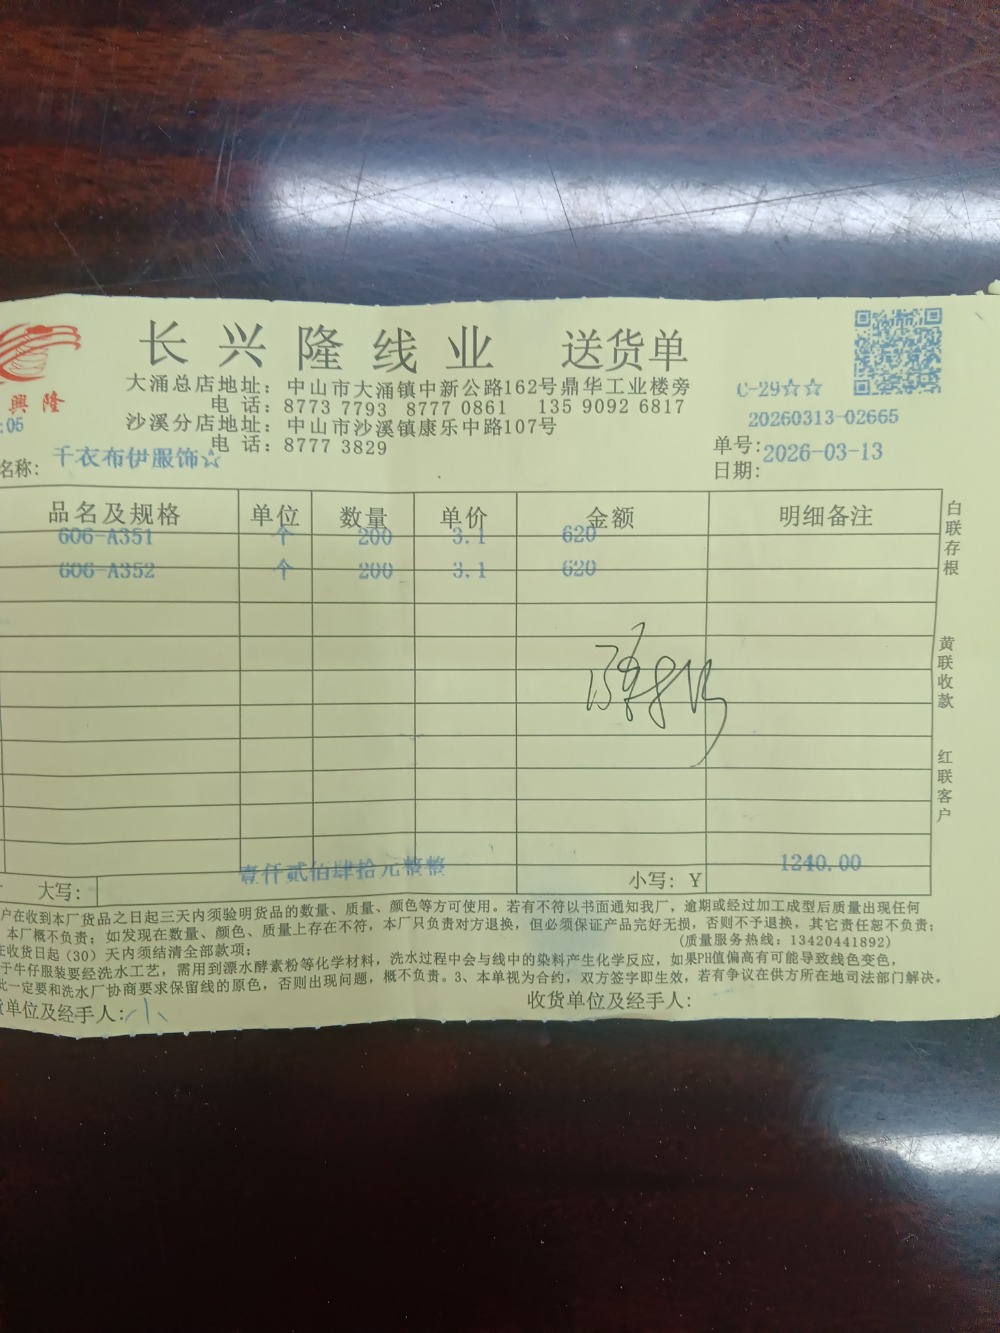 长兴隆线业 送货单
興隆
大涌总店地址：中山市大涌镇中新公路162号鼎华工业楼旁
电 话：8773 7793 8777 0861 135 9092 6817
沙溪分店地址：中山市沙溪镇康乐中路107号
电 话：8777 3829
:05
C-29☆☆
20260313-02665
单号：
2026-03-13
日期：
名称：千衣布伊服饰☆
品名及规格 单位 数量 单价 金额 明细备注
606-A351 个 200 3.1 620
606-A352 个 200 3.1 620
白联存根
黄联收款
红联客户
大写：壹仟贰佰肆拾元整整 小写：Y 1240.00
户在收到本厂货品之日起三天内须验明货品的数量、质量、颜色等方可使用。若有不符以书面通知我厂，逾期或经过加工成型后质量出现任何
本厂概不负责；如发现在数量、颜色、质量上存在不符，本厂只负责对方退换，但必须保证产品完好无损，否则不予退换，其它责任恕不负责；
在收货日起（30）天内须结清全部款项； (质量服务热线：13420441892)
于牛仔服装要经洗水工艺，需用到漂水酵素粉等化学材料，洗水过程中会与线中的染料产生化学反应，如果PH值偏高有可能导致线色变色，
此一定要和洗水厂协商要求保留线的原色，否则出现问题，概不负责。3、本单视为合约，双方签字即生效，若有争议在供方所在地司法部门解决。
货单位及经手人：小 收货单位及经手人：